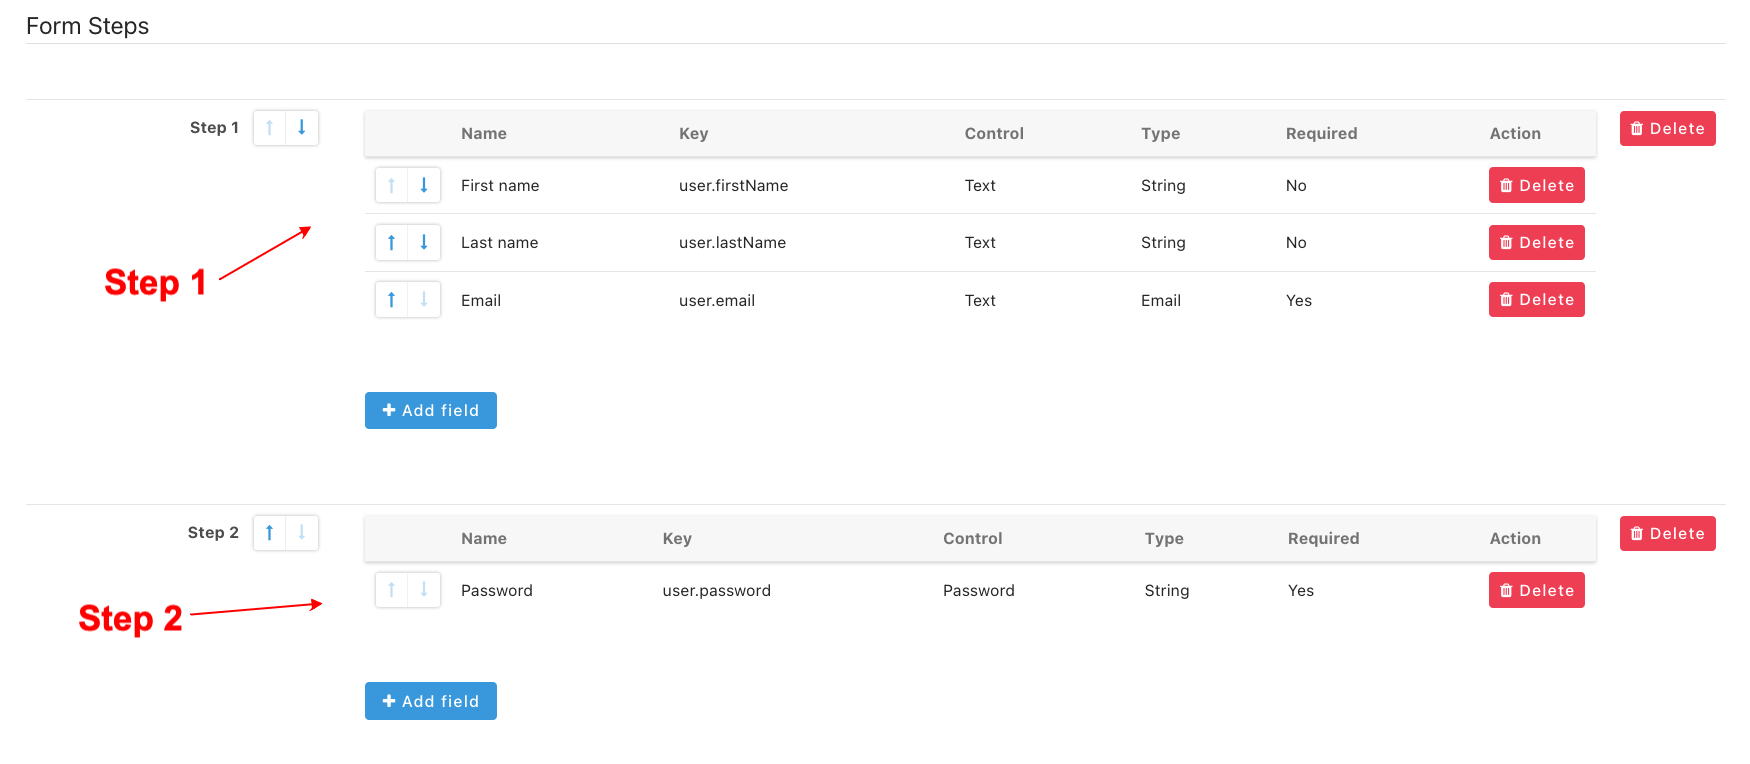 Form Steps
Step 1
Name Key Control Type Required Action
Delete
First name user.firstName Text String No Delete
Last name user.lastName Text String No Delete
Step 1
Email user.email Text Email Yes Delete
Add field
Step 2
Name Key Control Type Required Action
Delete
Password user.password Password String Yes Delete
Step 2
Add field